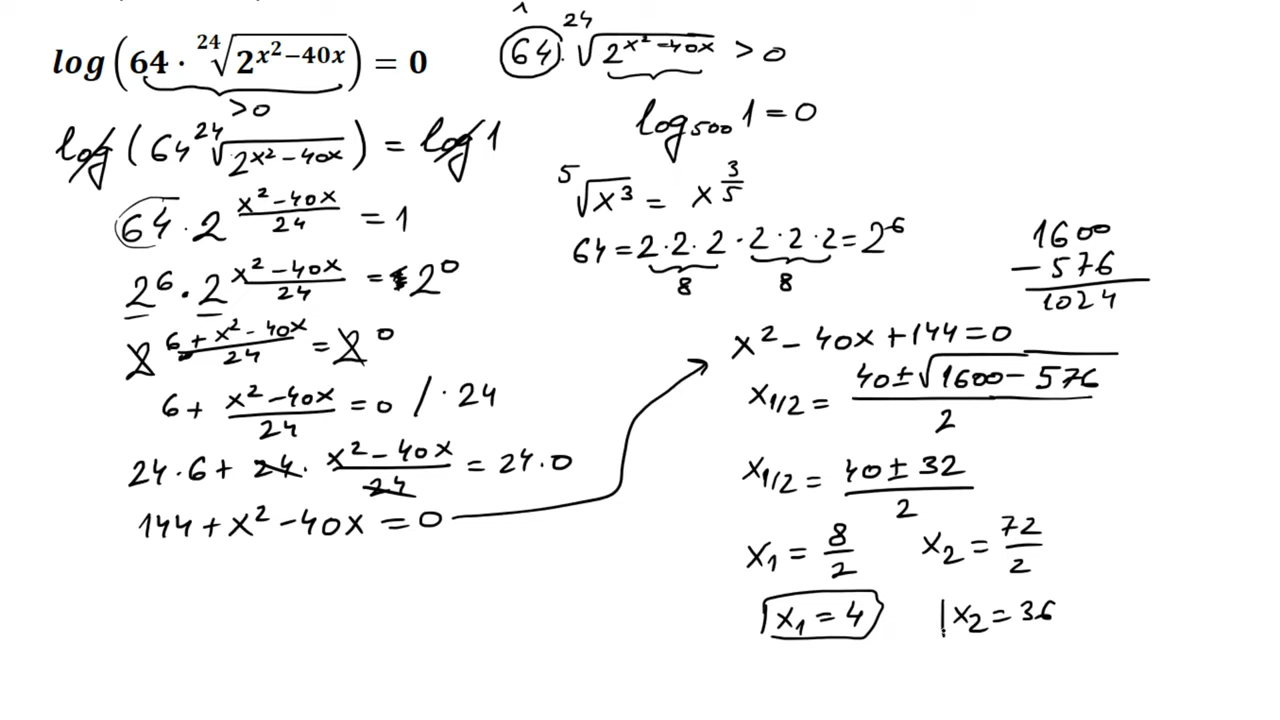 log(64 · ²⁴√(2^(x²−40x))) = 0
>0
log(64 ²⁴√(2^(x²−40x))) = log 1
64 · 2^((x²−40x)/24) = 1
2⁶ · 2^((x²−40x)/24) = 2⁰
2^(6+(x²−40x)/24) = 2⁰
6 + (x²−40x)/24 = 0 / · 24
24·6 + 24 · (x²−40x)/24 = 24·0
144 + x² − 40x = 0
1
64 · ²⁴√(2^(x²−40x)) > 0
log₅₀₀ 1 = 0
⁵√(x³) = x^(3/5)
64 = 2·2·2 · 2·2·2 = 2⁶
8 8
1600
− 576
1024
x² − 40x + 144 = 0
x₁/₂ = (40 ± √(1600 − 576))/2
x₁/₂ = (40 ± 32)/2
x₁ = 8/2 x₂ = 72/2
x₁ = 4 x₂ = 36